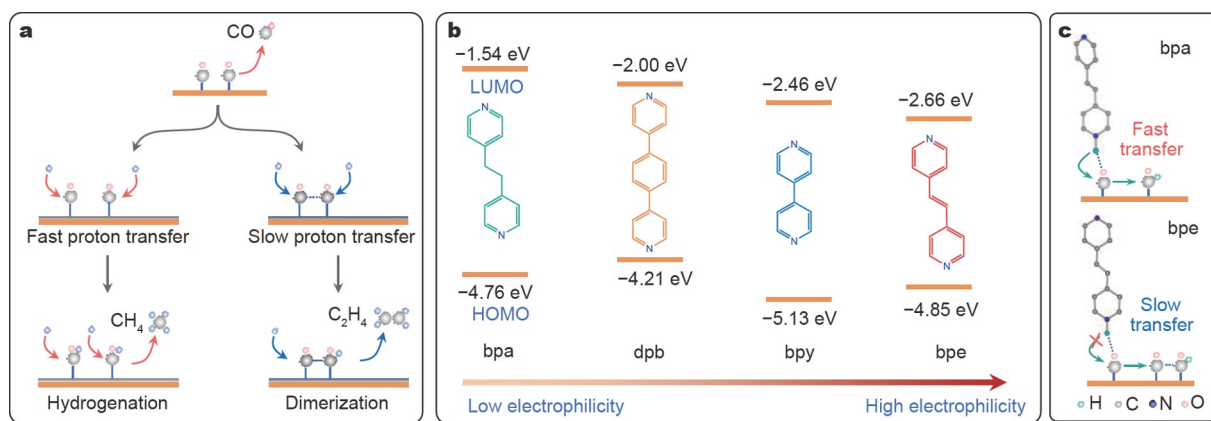 a
CO
Fast proton transfer
Slow proton transfer
CH4
C2H4
Hydrogenation
Dimerization
b
−1.54 eV
LUMO
N
N
−4.76 eV
HOMO
bpa
−2.00 eV
N
N
−4.21 eV
dpb
−2.46 eV
N
N
−5.13 eV
bpy
−2.66 eV
N
N
−4.85 eV
bpe
Low electrophilicity
High electrophilicity
c
bpa
Fast
transfer
bpe
Slow
transfer
H C N O